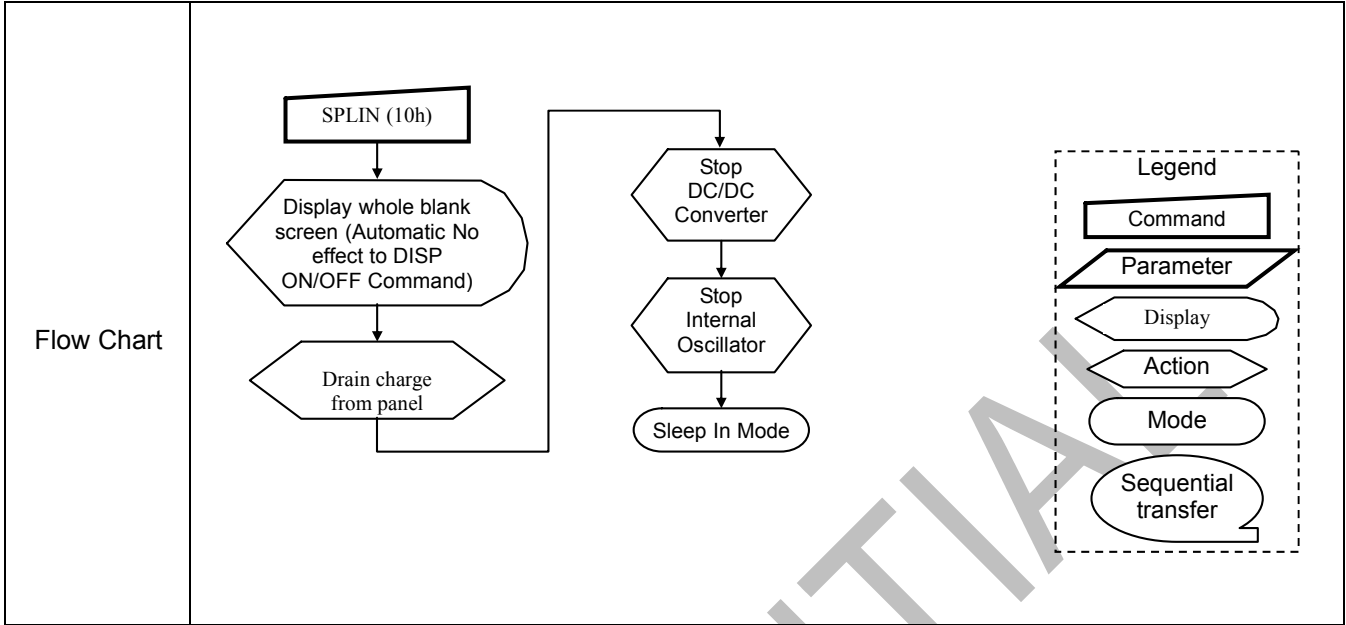 Flow Chart
SPLIN (10h)
Display whole blank
screen (Automatic No
effect to DISP
ON/OFF Command)
Drain charge
from panel
Stop
DC/DC
Converter
Stop
Internal
Oscillator
Sleep In Mode
Legend
Command
Parameter
Display
Action
Mode
Sequential
transfer
NTIAL